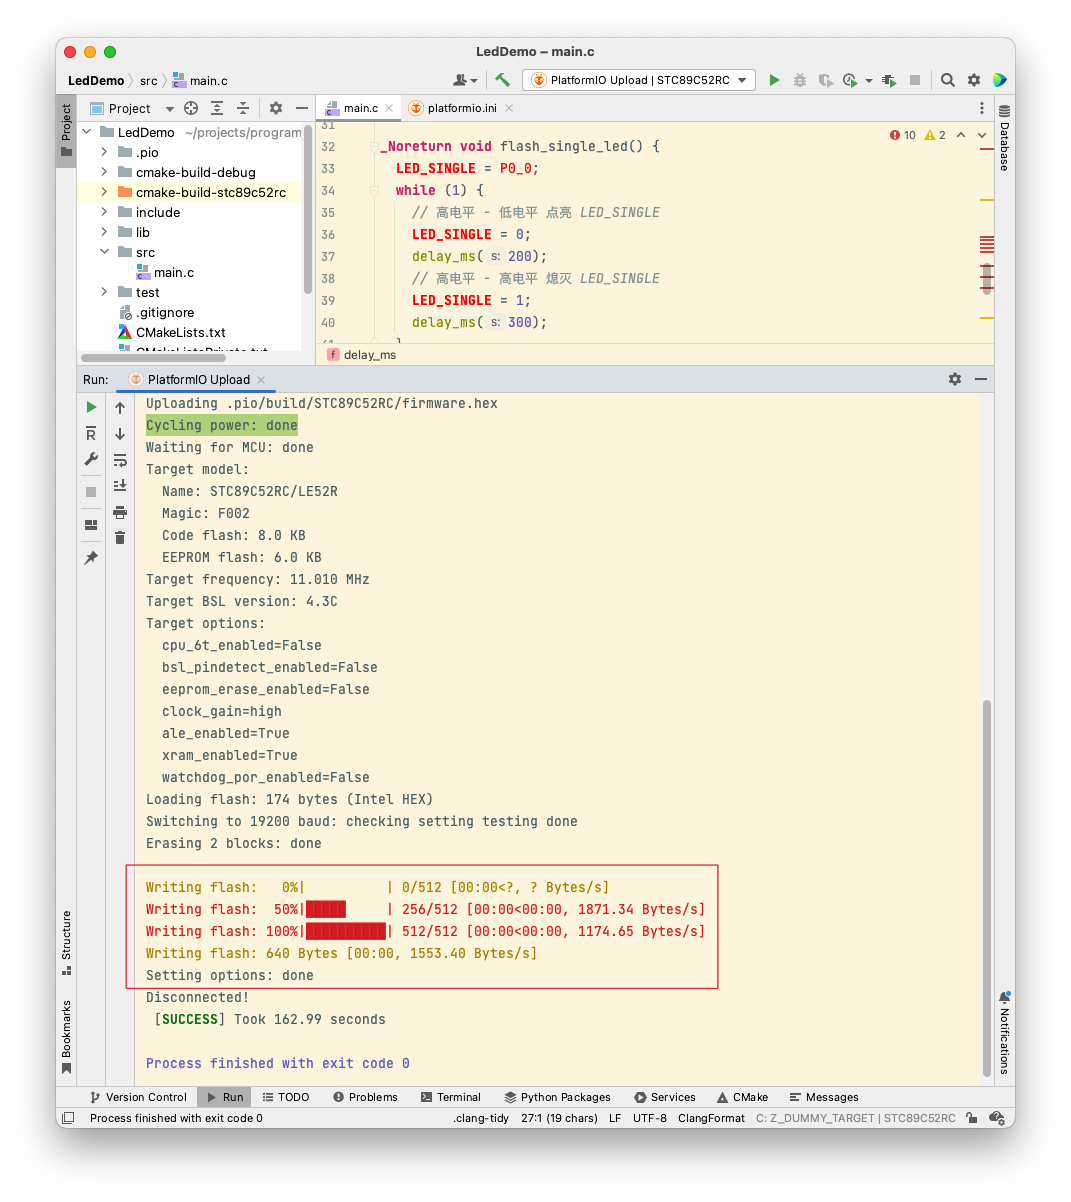 LedDemo – main.c
LedDemo src main.c
PlatformIO Upload | STC89C52RC
Project
Project
main.c
platformio.ini
Database
LedDemo ~/projects/program
.pio
cmake-build-debug
cmake-build-stc89c52rc
include
lib
src
main.c
test
.gitignore
CMakeLists.txt
CMakeListsPrivate.txt
10 2
31
32 _Noreturn void flash_single_led() {
33 LED_SINGLE = P0_0;
34 while (1) {
35 // 高电平 - 低电平 点亮 LED_SINGLE
36 LED_SINGLE = 0;
37 delay_ms( s: 200);
38 // 高电平 - 高电平 熄灭 LED_SINGLE
39 LED_SINGLE = 1;
40 delay_ms( s: 300);
41 }
f delay_ms
Run: PlatformIO Upload
Uploading .pio/build/STC89C52RC/firmware.hex
Cycling power: done
Waiting for MCU: done
Target model:
Name: STC89C52RC/LE52R
Magic: F002
Code flash: 8.0 KB
EEPROM flash: 6.0 KB
Target frequency: 11.010 MHz
Target BSL version: 4.3C
Target options:
cpu_6t_enabled=False
bsl_pindetect_enabled=False
eeprom_erase_enabled=False
clock_gain=high
ale_enabled=True
xram_enabled=True
watchdog_por_enabled=False
Loading flash: 174 bytes (Intel HEX)
Switching to 19200 baud: checking setting testing done
Erasing 2 blocks: done
Writing flash: 0%| | 0/512 [00:00<?, ? Bytes/s]
Writing flash: 50%|█████ | 256/512 [00:00<00:00, 1871.34 Bytes/s]
Writing flash: 100%|██████████| 512/512 [00:00<00:00, 1174.65 Bytes/s]
Writing flash: 640 Bytes [00:00, 1553.40 Bytes/s]
Setting options: done
Disconnected!
[SUCCESS] Took 162.99 seconds
Process finished with exit code 0
Structure
Bookmarks
Notifications
Version Control Run TODO Problems Terminal Python Packages Services CMake Messages
Process finished with exit code 0 .clang-tidy 27:1 (19 chars) LF UTF-8 ClangFormat C: Z_DUMMY_TARGET | STC89C52RC